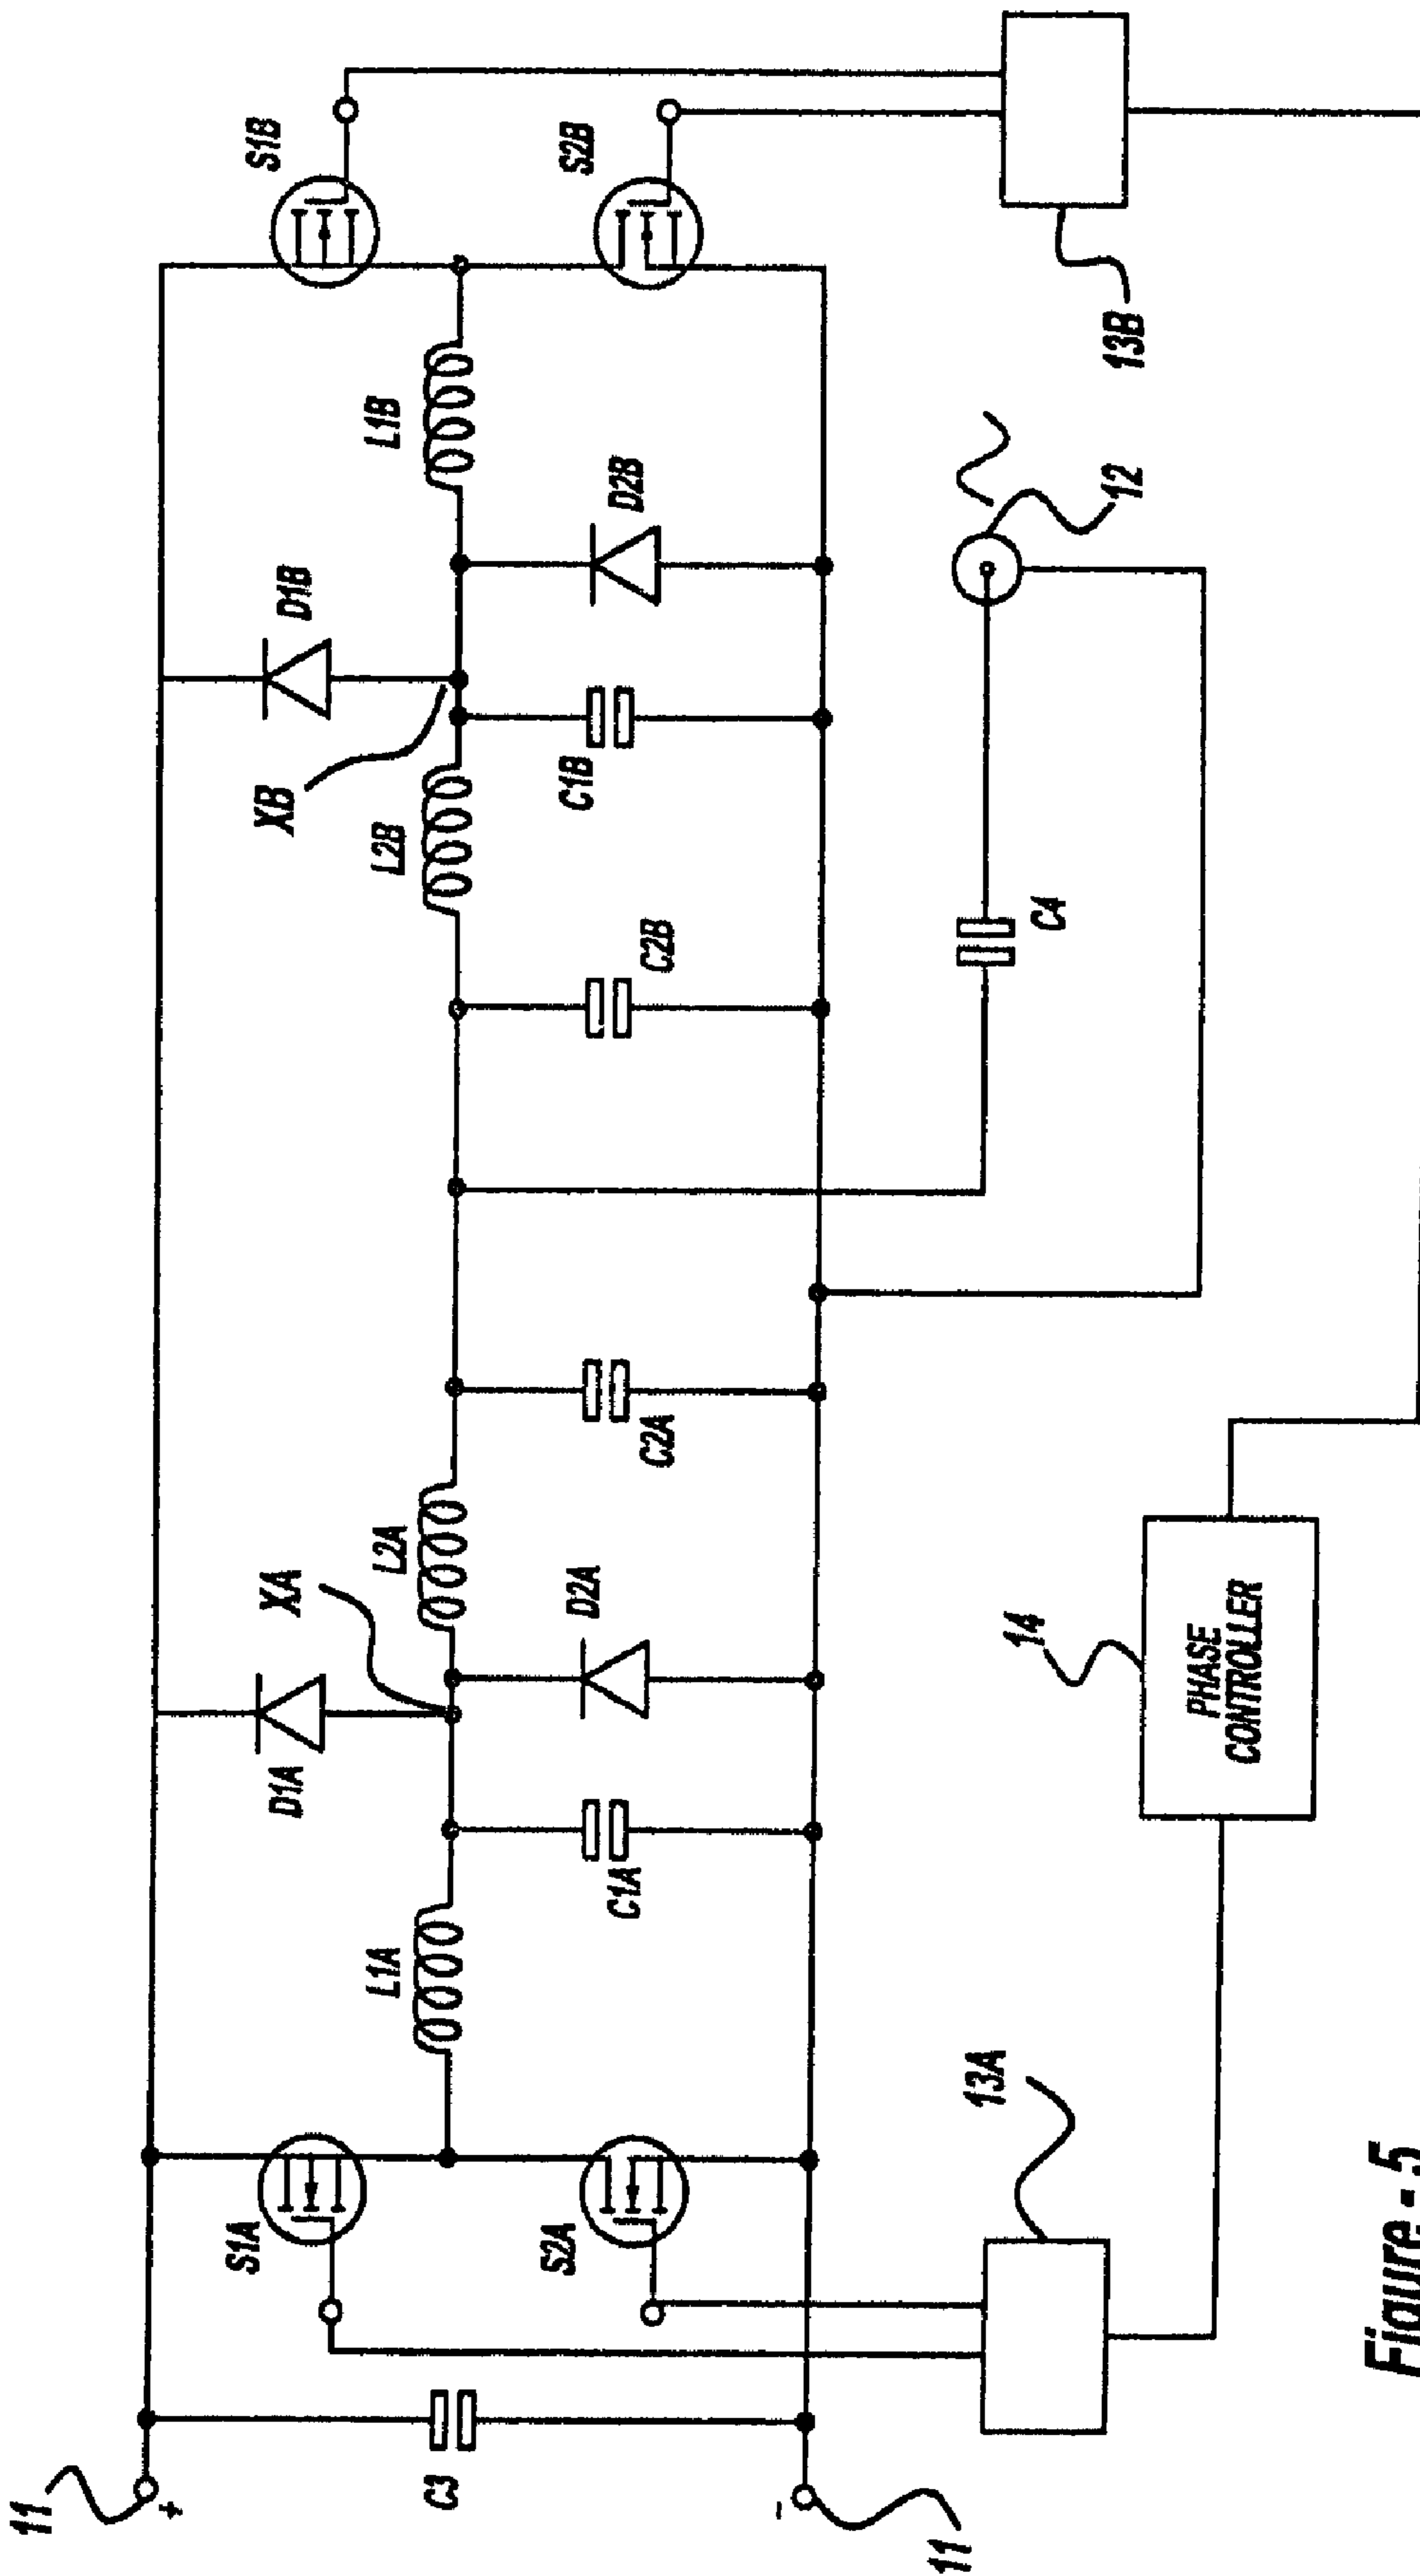 11
+
C3
-
11
S1A
S2A
13A
L1A
C1A
D1A
XA
D2A
L2A
C2A
14
PHASE
CONTROLLER
C2B
L2B
C1B
XB
D1B
D2B
L1B
C4
12
S1B
S2B
13B
Figure - 5